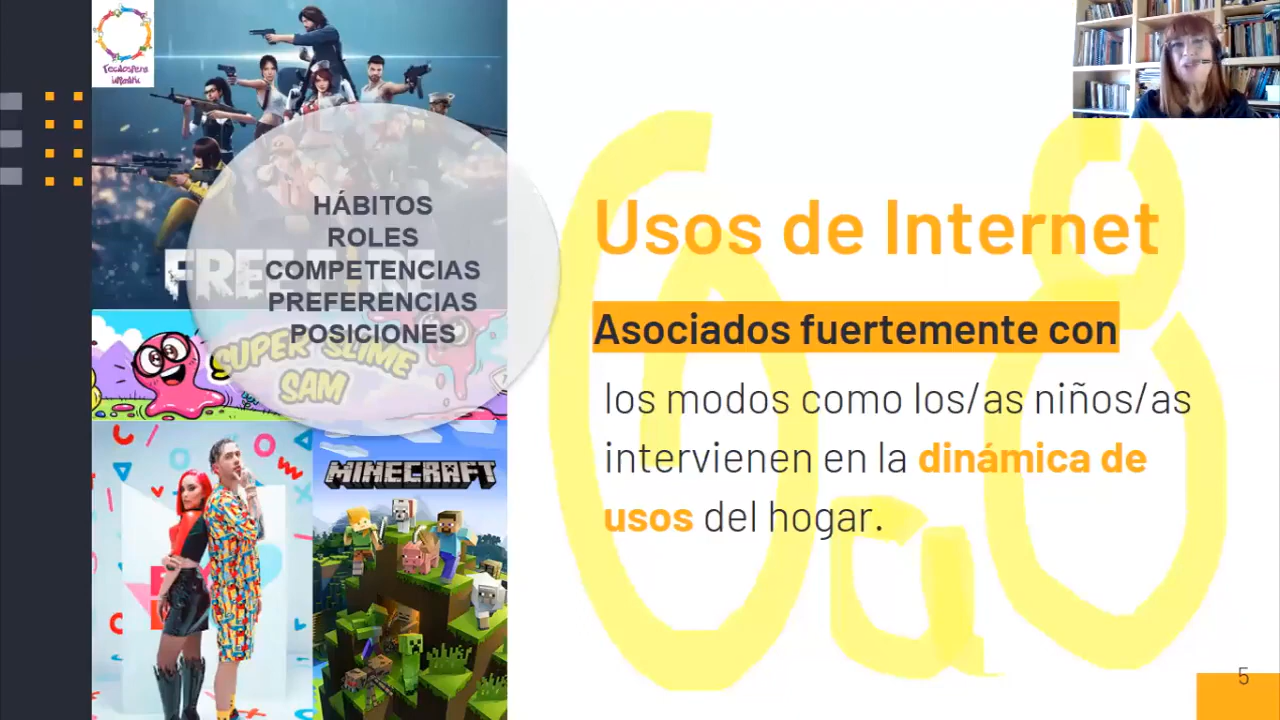 HÁBITOS
ROLES
COMPETENCIAS
PREFERENCIAS
POSICIONES
FREE FIRE
SUPER SLIME
SAM
MINECRAFT
Usos de Internet
Asociados fuertemente con
los modos como los/as niños/as
intervienen en la dinámica de
usos del hogar.
6 a 8
5